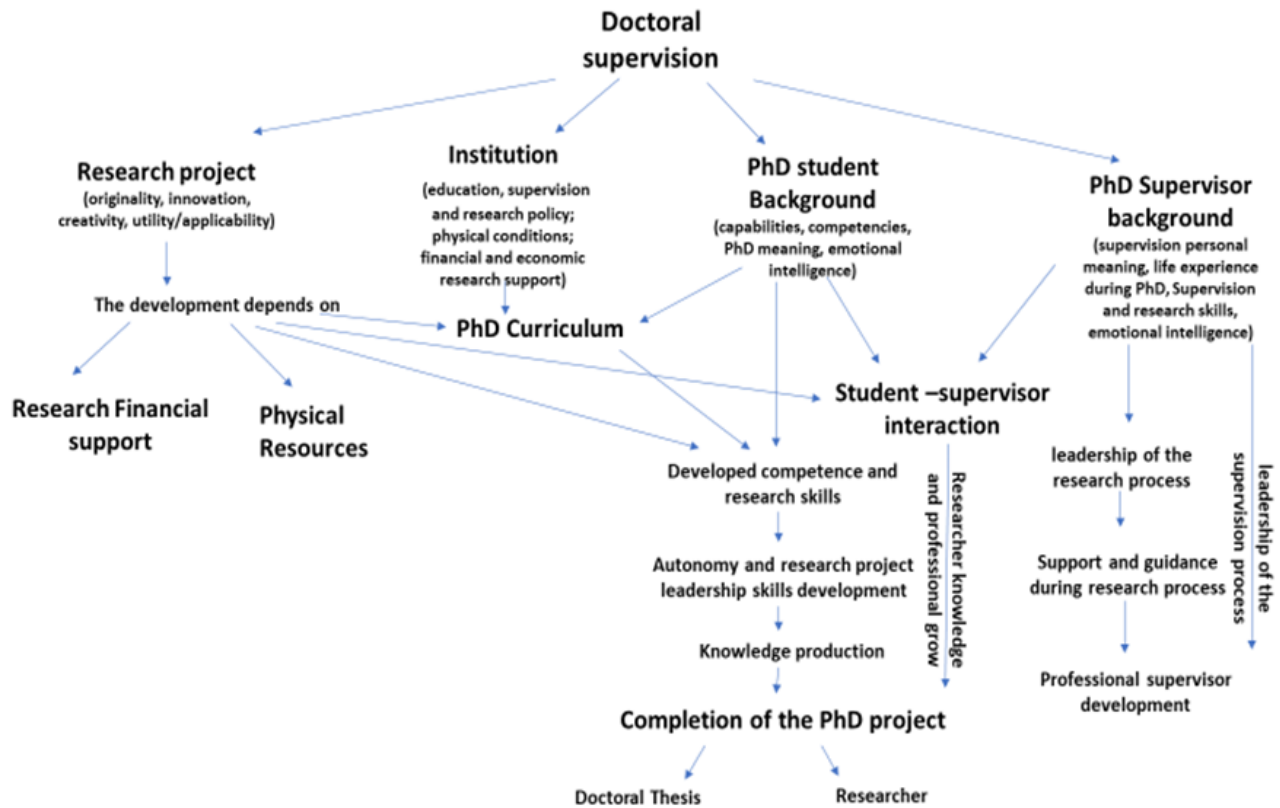 Doctoral
supervision
Research project
(originality, innovation,
creativity, utility/applicability)
Institution
(education, supervision
and research policy;
physical conditions;
financial and economic
research support)
PhD student
Background
(capabilities, competencies,
PhD meaning, emotional
intelligence)
PhD Supervisor
background
(supervision personal
meaning, life experience
during PhD, Supervision
and research skills,
emotional intelligence)
The development depends on
PhD Curriculum
Research Financial
support
Physical
Resources
Student –supervisor
interaction
Developed competence and
research skills
Researcher knowledge
and professional grow
leadership of the
research process
leadership of the
supervision process
Autonomy and research project
leadership skills development
Support and guidance
during research process
Knowledge production
Professional supervisor
development
Completion of the PhD project
Doctoral Thesis
Researcher